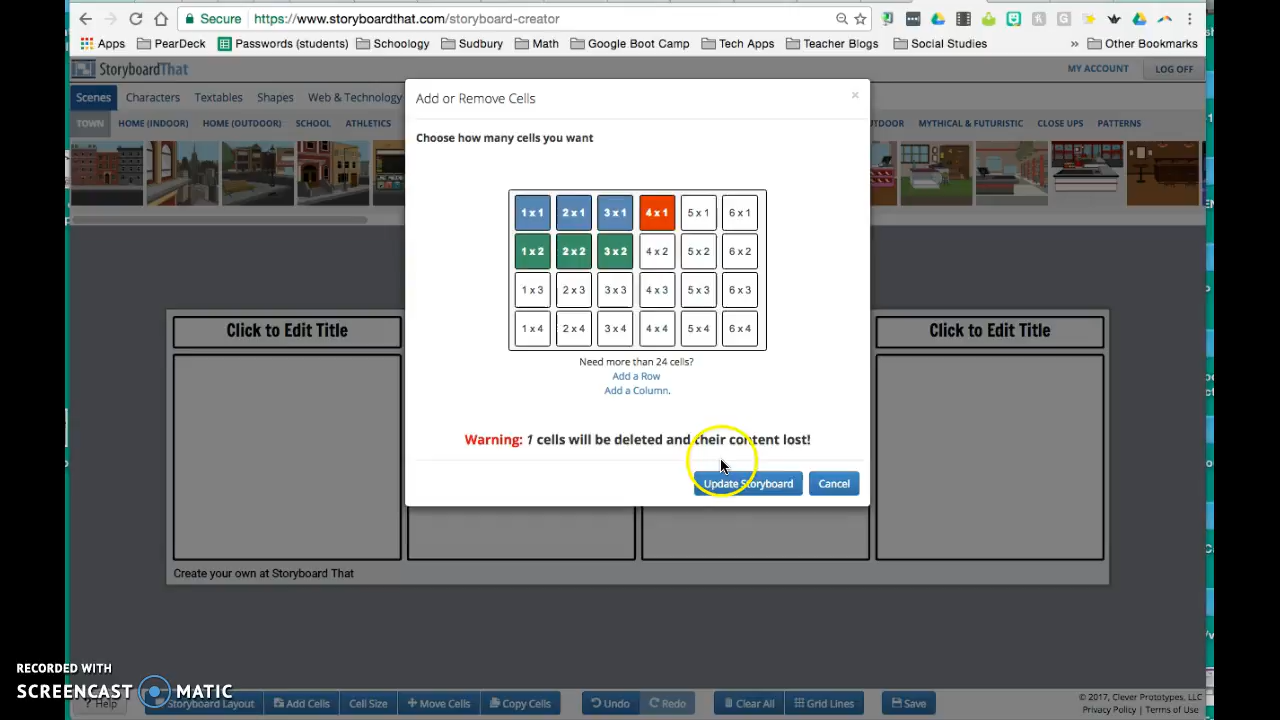 Secure https://www.storyboardthat.com/storyboard-creator
Apps PearDeck Passwords (students) Schoology Sudbury Math Google Boot Camp Tech Apps Teacher Blogs Social Studies » Other Bookmarks
StoryboardThat MY ACCOUNT LOG OFF
Scenes Characters Textables Shapes Web & Technology
TOWN HOME (INDOOR) HOME (OUTDOOR) SCHOOL ATHLETICS MYTHICAL & FUTURISTIC CLOSE UPS PATTERNS
Add or Remove Cells ×
Choose how many cells you want
1 x 1 2 x 1 3 x 1 4 x 1 5 x 1 6 x 1
1 x 2 2 x 2 3 x 2 4 x 2 5 x 2 6 x 2
1 x 3 2 x 3 3 x 3 4 x 3 5 x 3 6 x 3
1 x 4 2 x 4 3 x 4 4 x 4 5 x 4 6 x 4
Need more than 24 cells?
Add a Row
Add a Column.
Warning: 1 cells will be deleted and their content lost!
Update Storyboard Cancel
Click to Edit Title Click to Edit Title
Create your own at Storyboard That
RECORDED WITH
SCREENCAST MATIC
Help Storyboard Layout Add Cells Cell Size Move Cells Copy Cells Undo Redo Clear All Grid Lines Save
© 2017, Clever Prototypes, LLC
Privacy Policy | Terms of Use